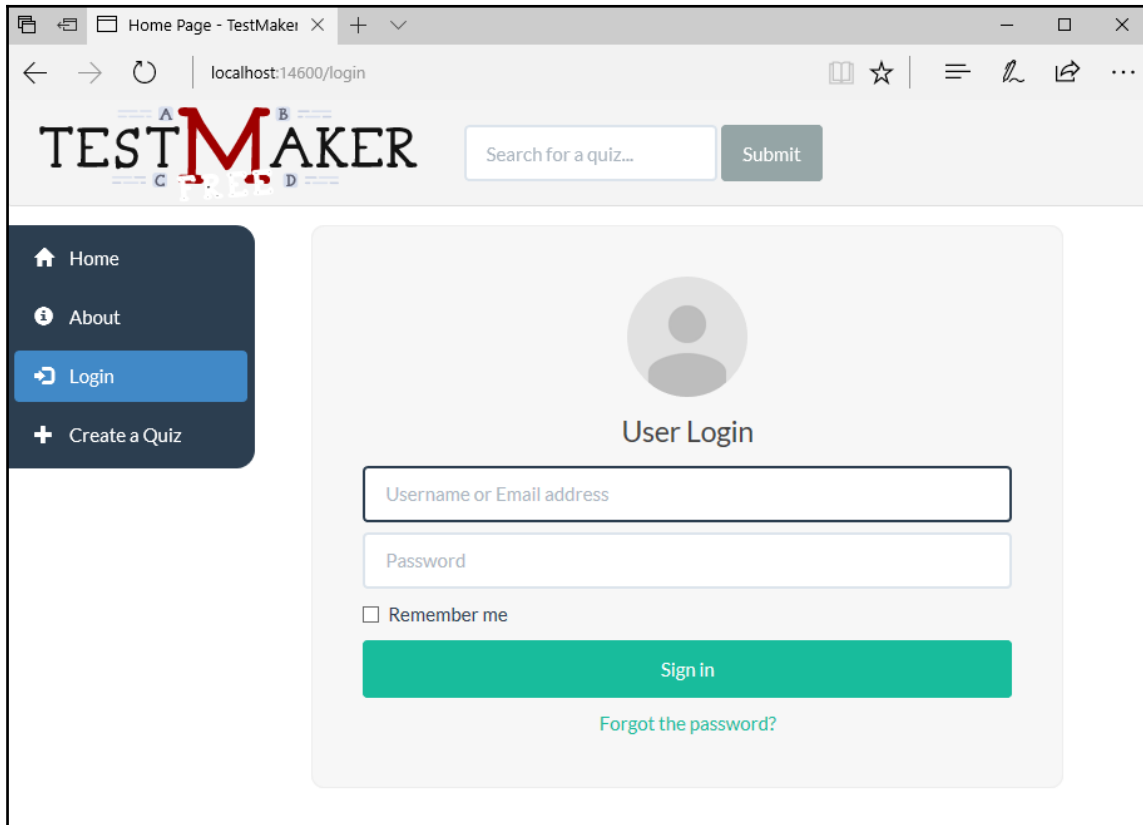 Home Page - TestMaker
localhost:14600/login
A B
TESTMAKER
C FREE D
Search for a quiz...
Submit
Home
About
Login
Create a Quiz
User Login
Username or Email address
Password
Remember me
Sign in
Forgot the password?